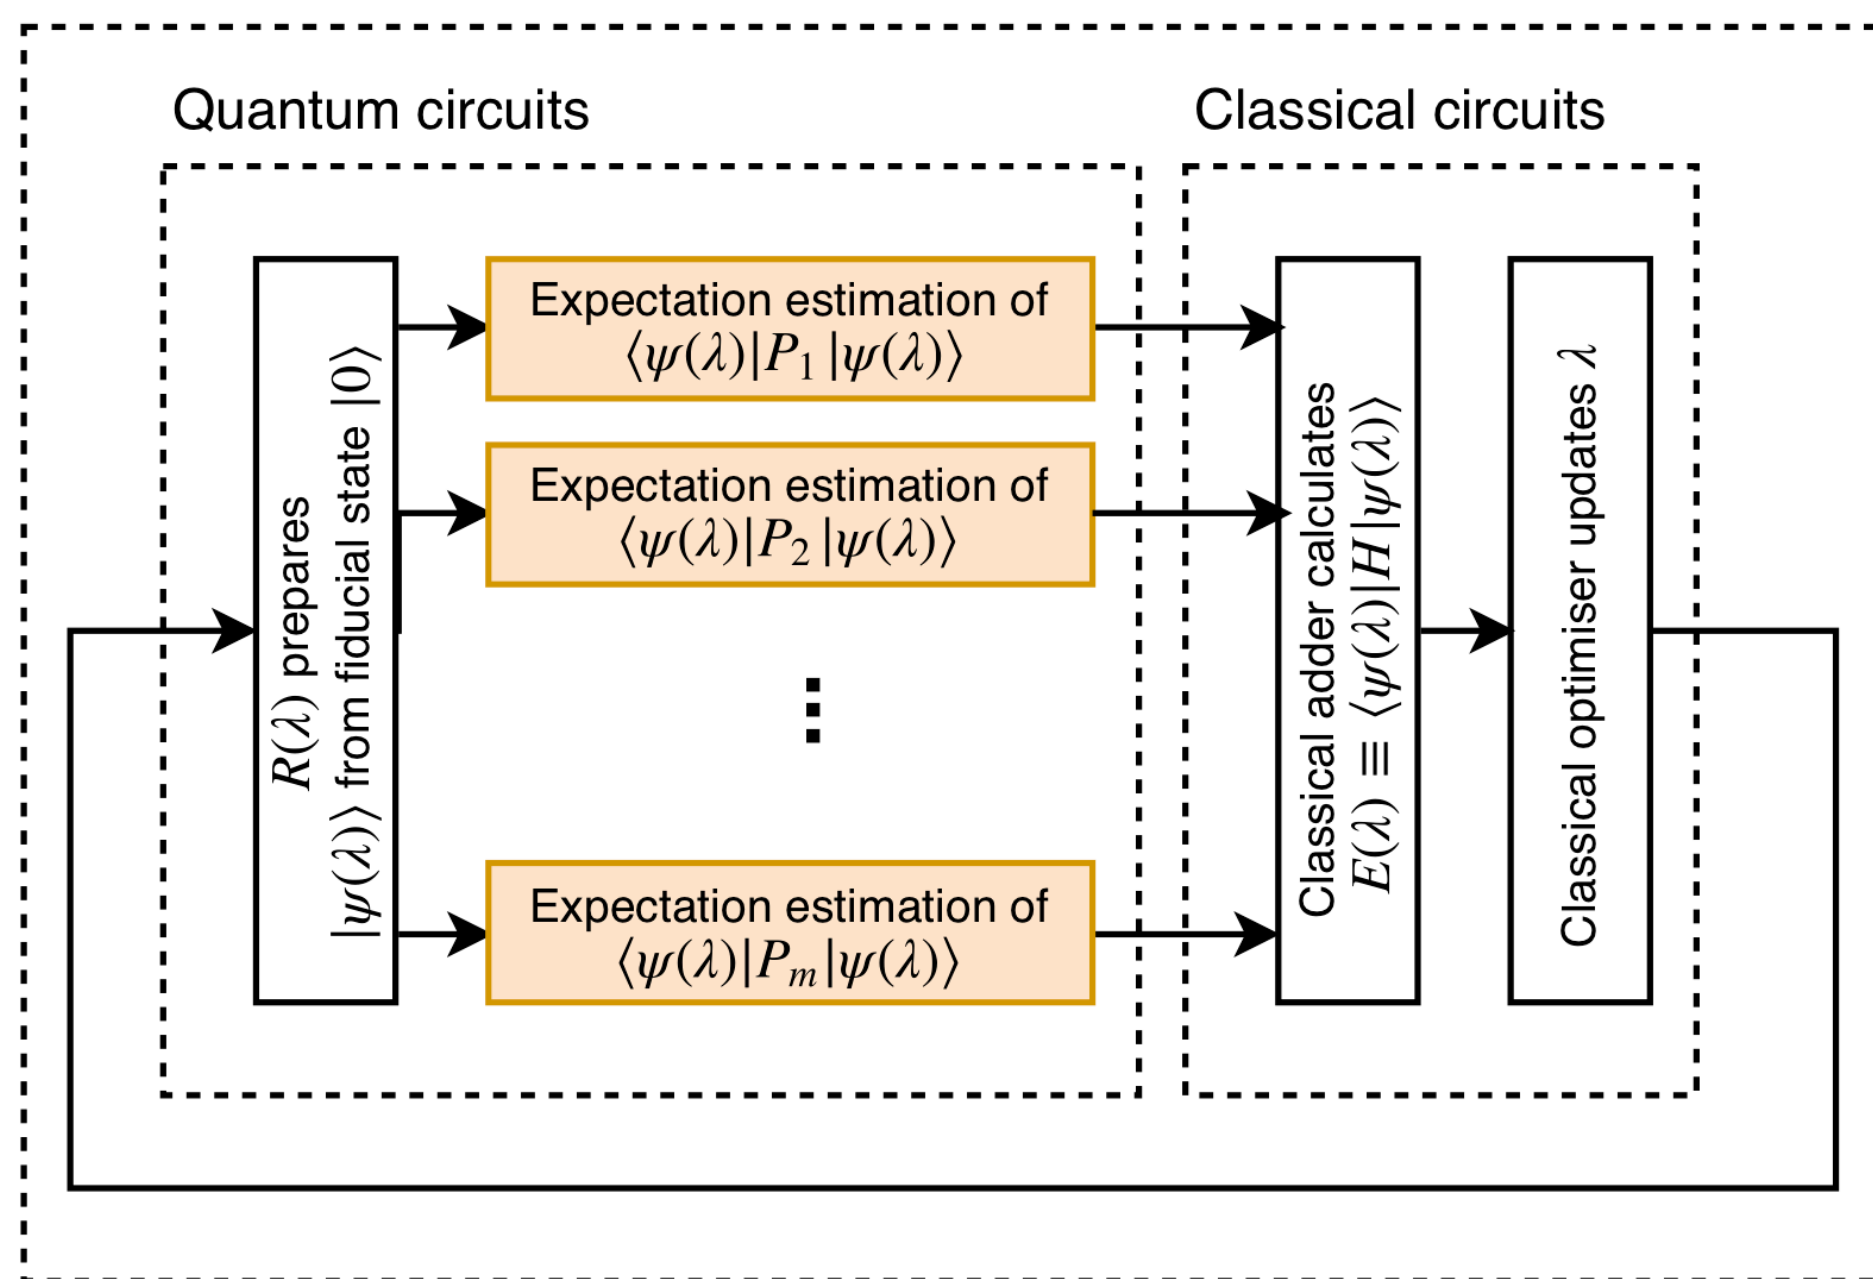 Quantum circuits
Classical circuits
R(λ) prepares
|ψ(λ)⟩ from fiducial state |0⟩
Expectation estimation of
⟨ψ(λ)|P₁|ψ(λ)⟩
Expectation estimation of
⟨ψ(λ)|P₂|ψ(λ)⟩
⋮
Expectation estimation of
⟨ψ(λ)|Pₘ|ψ(λ)⟩
Classical adder calculates
E(λ) ≡ ⟨ψ(λ)|H|ψ(λ)⟩
Classical optimiser updates λ